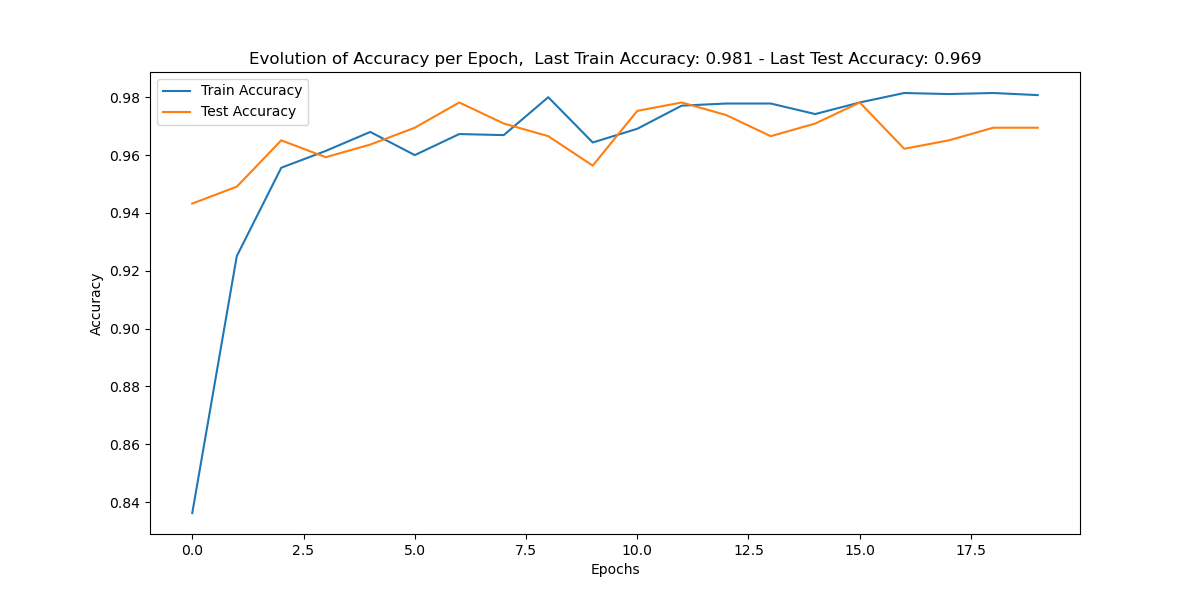 Evolution of Accuracy per Epoch,  Last Train Accuracy: 0.981 - Last Test Accuracy: 0.969
Train Accuracy
Test Accuracy
0.98
0.96
0.94
0.92
0.90
0.88
0.86
0.84
Accuracy
0.0 2.5 5.0 7.5 10.0 12.5 15.0 17.5
Epochs